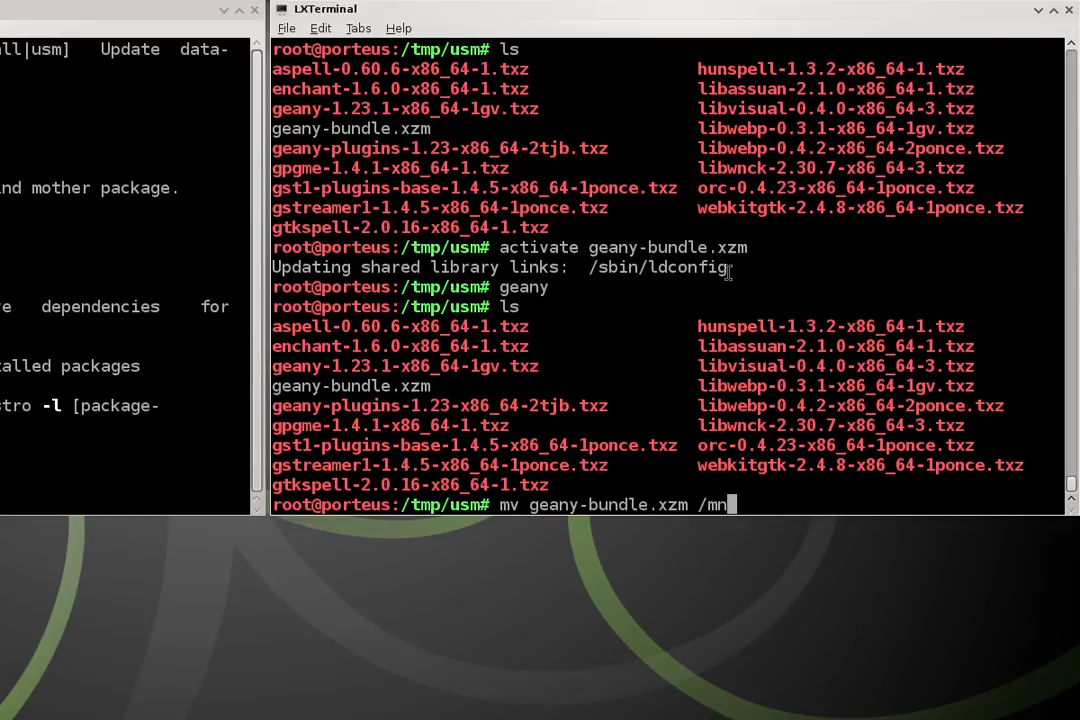 all|usm] Update data-
nd mother package.
e dependencies for
alled packages
stro -l [package-
LXTerminal
File Edit Tabs Help
root@porteus:/tmp/usm# ls
aspell-0.60.6-x86_64-1.txz hunspell-1.3.2-x86_64-1.txz
enchant-1.6.0-x86_64-1.txz libassuan-2.1.0-x86_64-1.txz
geany-1.23.1-x86_64-1gv.txz libvisual-0.4.0-x86_64-3.txz
geany-bundle.xzm libwebp-0.3.1-x86_64-1gv.txz
geany-plugins-1.23-x86_64-2tjb.txz libwebp-0.4.2-x86_64-2ponce.txz
gpgme-1.4.1-x86_64-1.txz libwnck-2.30.7-x86_64-3.txz
gst1-plugins-base-1.4.5-x86_64-1ponce.txz orc-0.4.23-x86_64-1ponce.txz
gstreamer1-1.4.5-x86_64-1ponce.txz webkitgtk-2.4.8-x86_64-1ponce.txz
gtkspell-2.0.16-x86_64-1.txz
root@porteus:/tmp/usm# activate geany-bundle.xzm
Updating shared library links: /sbin/ldconfig
root@porteus:/tmp/usm# geany
root@porteus:/tmp/usm# ls
aspell-0.60.6-x86_64-1.txz hunspell-1.3.2-x86_64-1.txz
enchant-1.6.0-x86_64-1.txz libassuan-2.1.0-x86_64-1.txz
geany-1.23.1-x86_64-1gv.txz libvisual-0.4.0-x86_64-3.txz
geany-bundle.xzm libwebp-0.3.1-x86_64-1gv.txz
geany-plugins-1.23-x86_64-2tjb.txz libwebp-0.4.2-x86_64-2ponce.txz
gpgme-1.4.1-x86_64-1.txz libwnck-2.30.7-x86_64-3.txz
gst1-plugins-base-1.4.5-x86_64-1ponce.txz orc-0.4.23-x86_64-1ponce.txz
gstreamer1-1.4.5-x86_64-1ponce.txz webkitgtk-2.4.8-x86_64-1ponce.txz
gtkspell-2.0.16-x86_64-1.txz
root@porteus:/tmp/usm# mv geany-bundle.xzm /mn